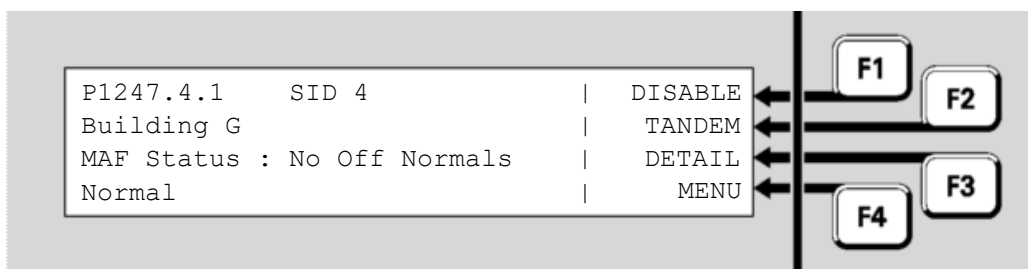 P1247.4.1 SID 4 | DISABLE
Building G | TANDEM
MAF Status : No Off Normals | DETAIL
Normal | MENU
F1
F2
F3
F4